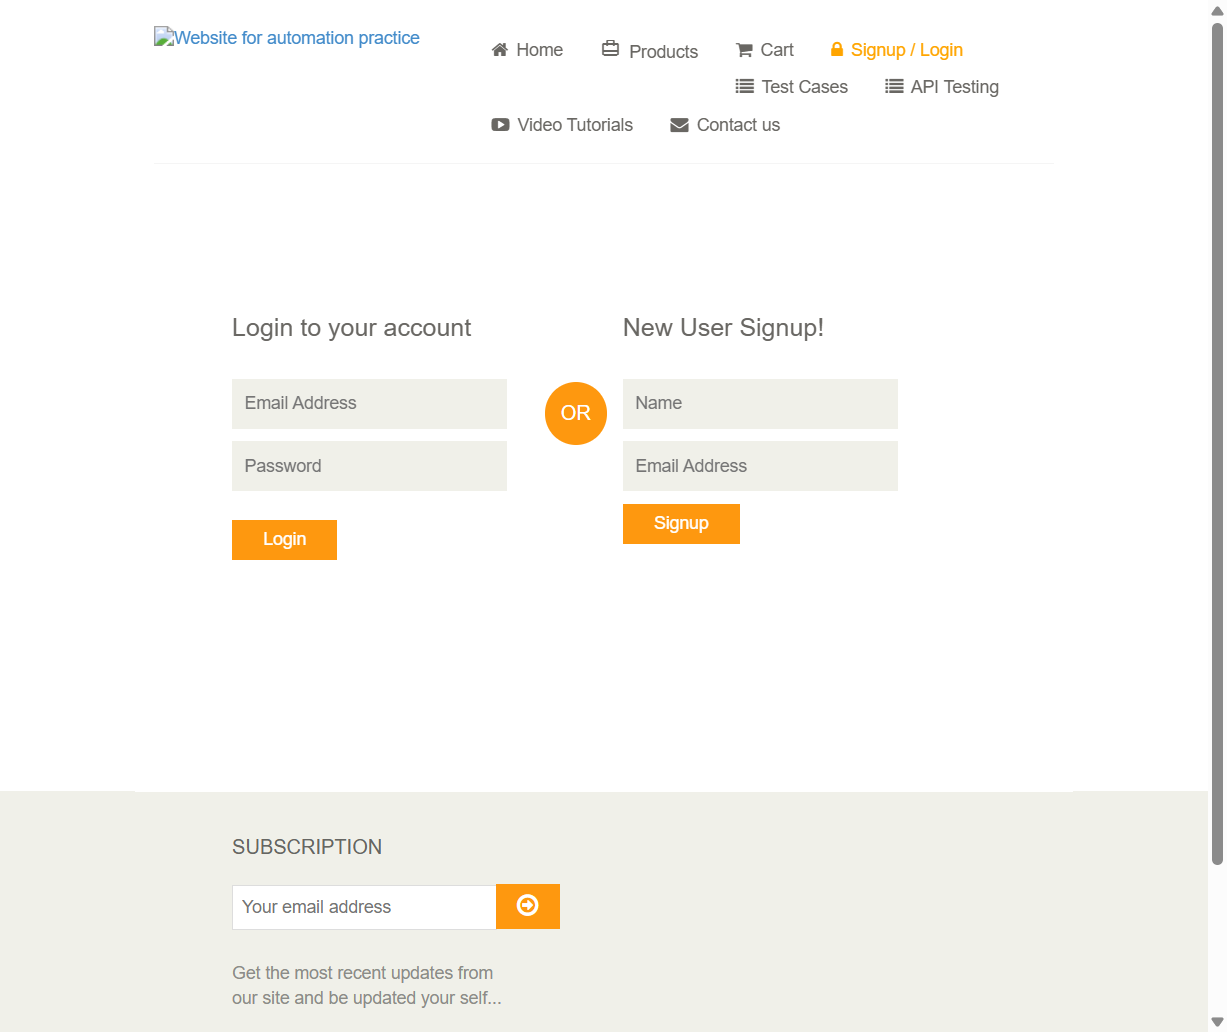 Website for automation practice
Home Products Cart Signup / Login
Test Cases API Testing
Video Tutorials Contact us
Login to your account
Email Address
Password
Login
OR
New User Signup!
Name
Email Address
Signup
SUBSCRIPTION
Your email address
Get the most recent updates from
our site and be updated your self...